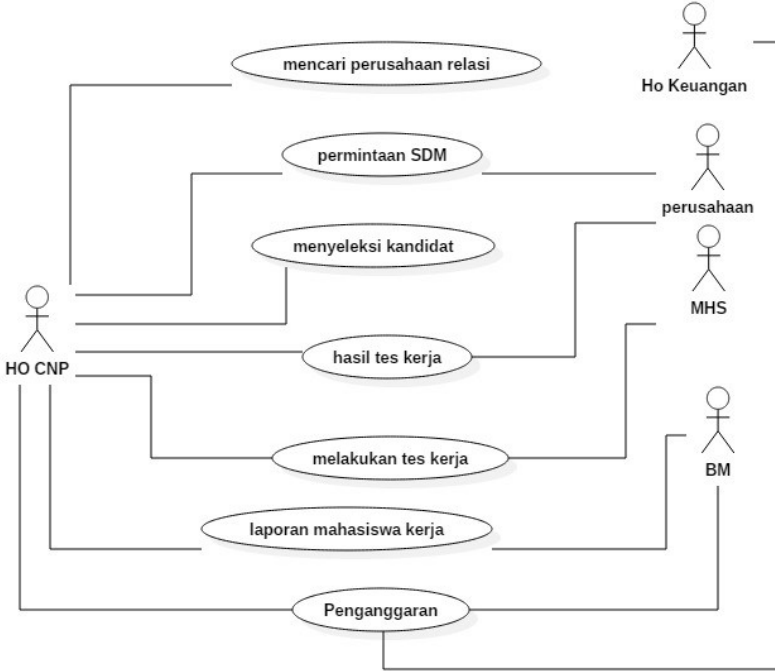 mencari perusahaan relasi
Ho Keuangan
permintaan SDM
perusahaan
menyeleksi kandidat
MHS
hasil tes kerja
HO CNP
melakukan tes kerja
BM
laporan mahasiswa kerja
Penganggaran